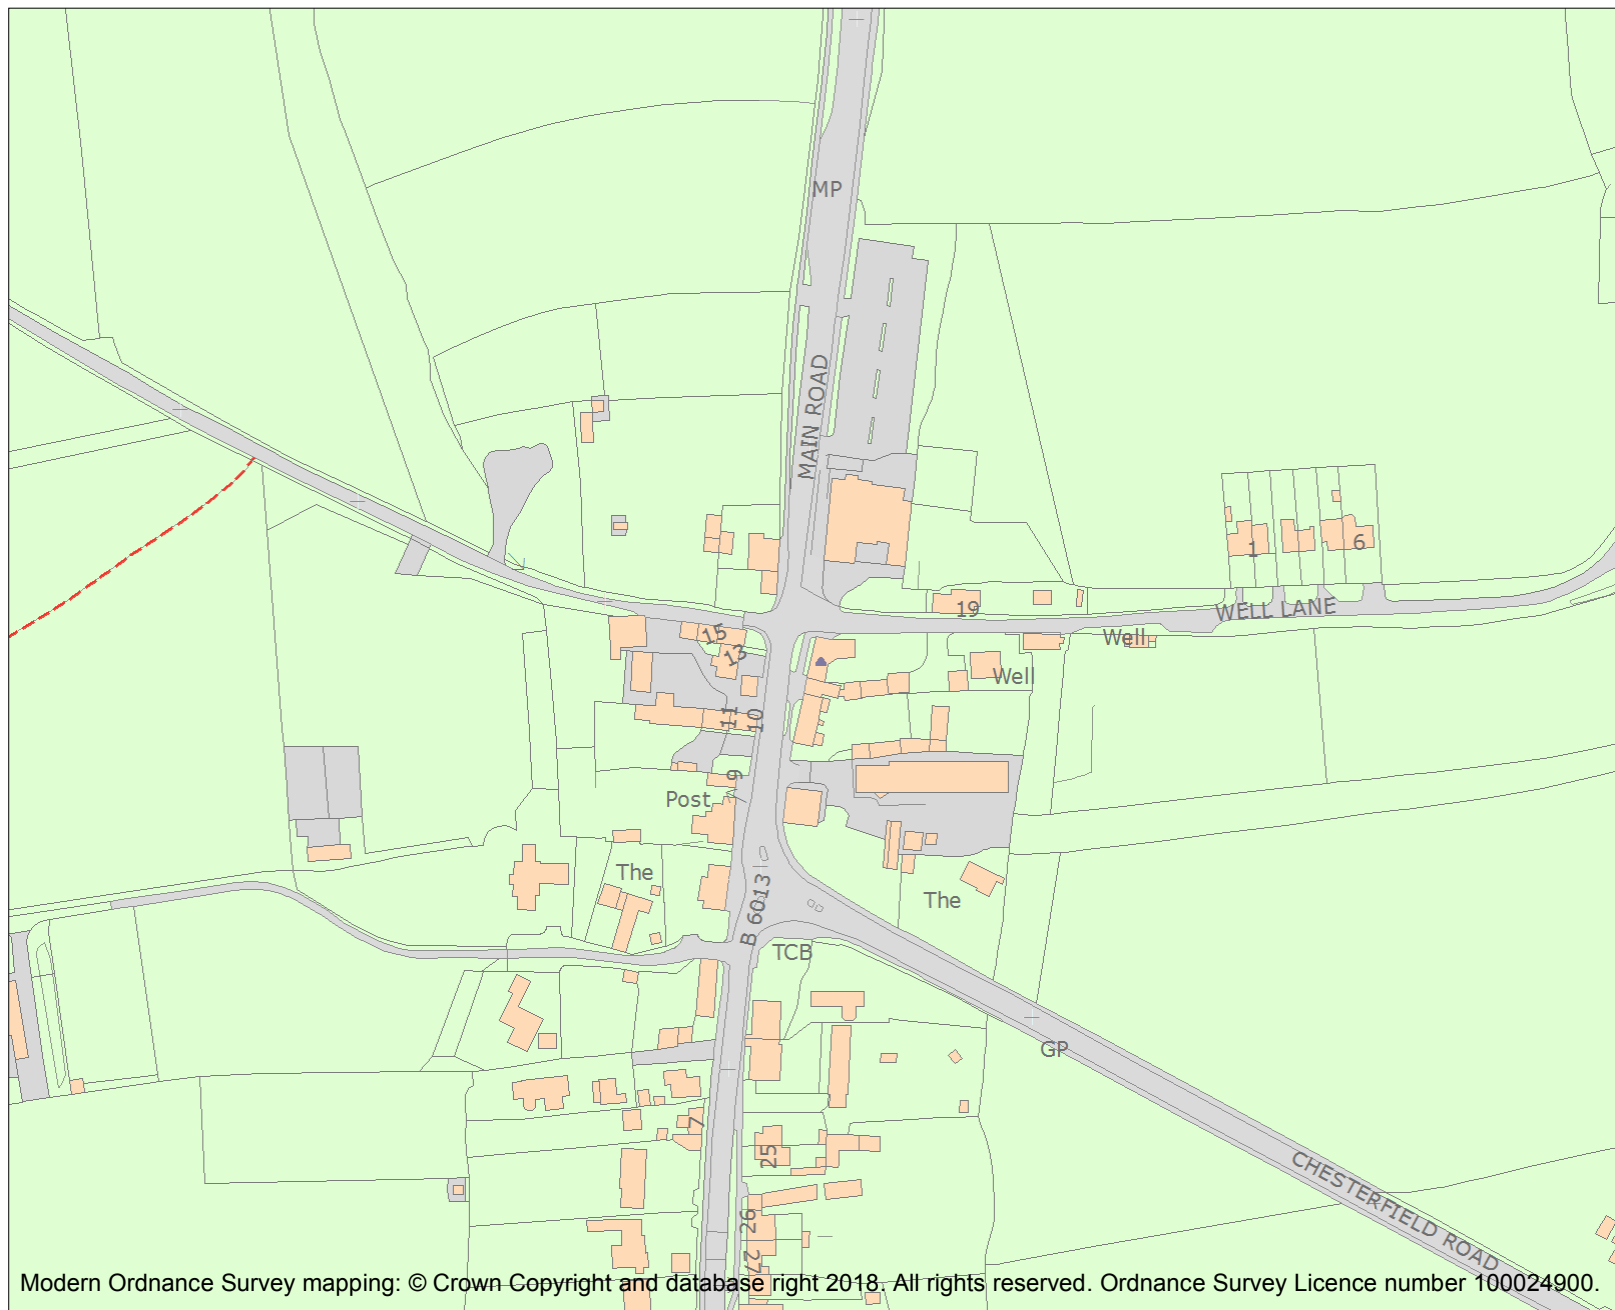 MP
MAIN ROAD
1
6
19
WELL LANE
15
Well
13
Well
11
10
9
Post
The
The
B 6013
TCB
GP
7
25
CHESTERFIELD ROAD
26
27
Modern Ordnance Survey mapping: © Crown Copyright and database right 2018. All rights reserved. Ordnance Survey Licence number 100024900.